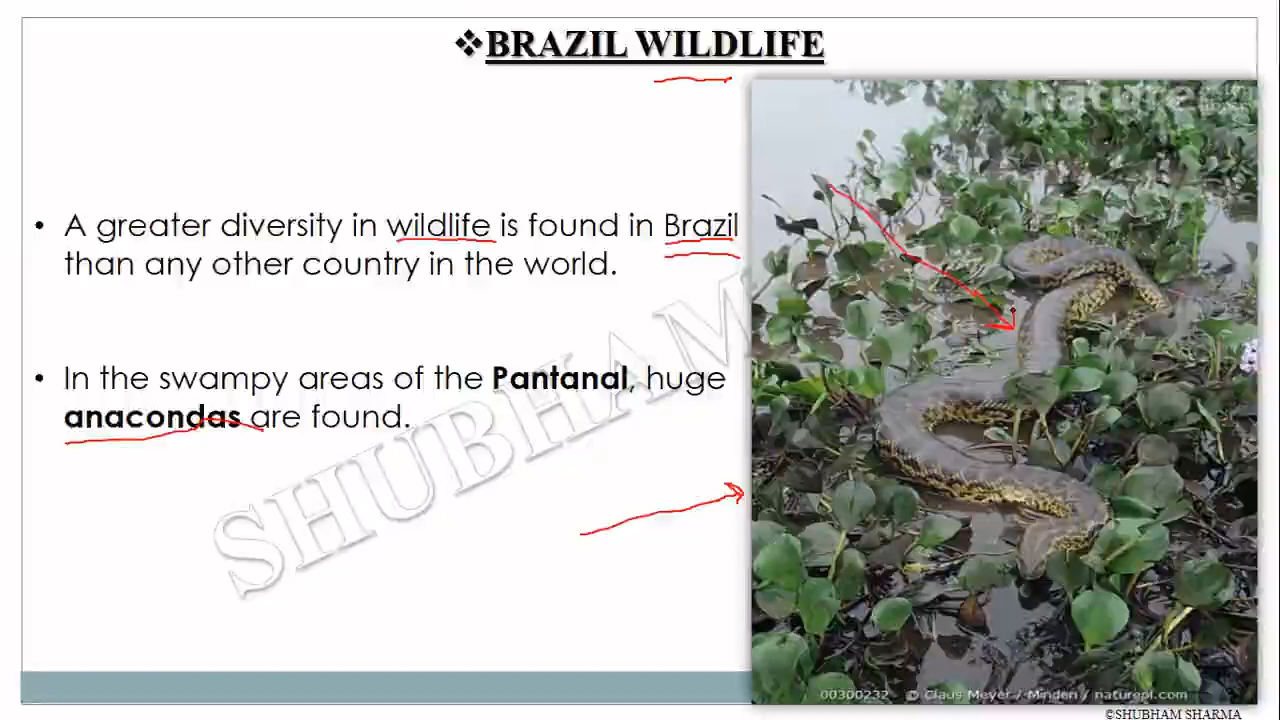 ❖BRAZIL WILDLIFE
• A greater diversity in wildlife is found in Brazil
than any other country in the world.
• In the swampy areas of the Pantanal, huge
anacondas are found.
SHUBHAM
naturepl
00300232 © Claus Meyer / Minden / naturepl.com
©SHUBHAM SHARMA